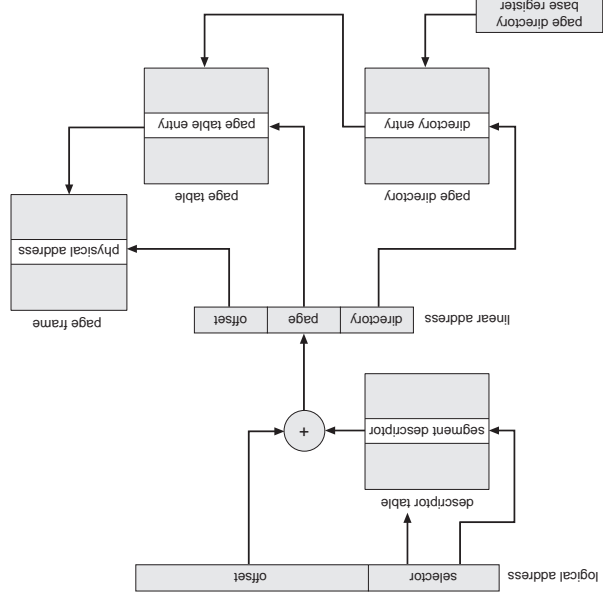 logical address
selector
offset
descriptor table
segment descriptor
+
linear address
directory
page
offset
page frame
physical address
page directory
directory entry
page table
page table entry
page directory
base register